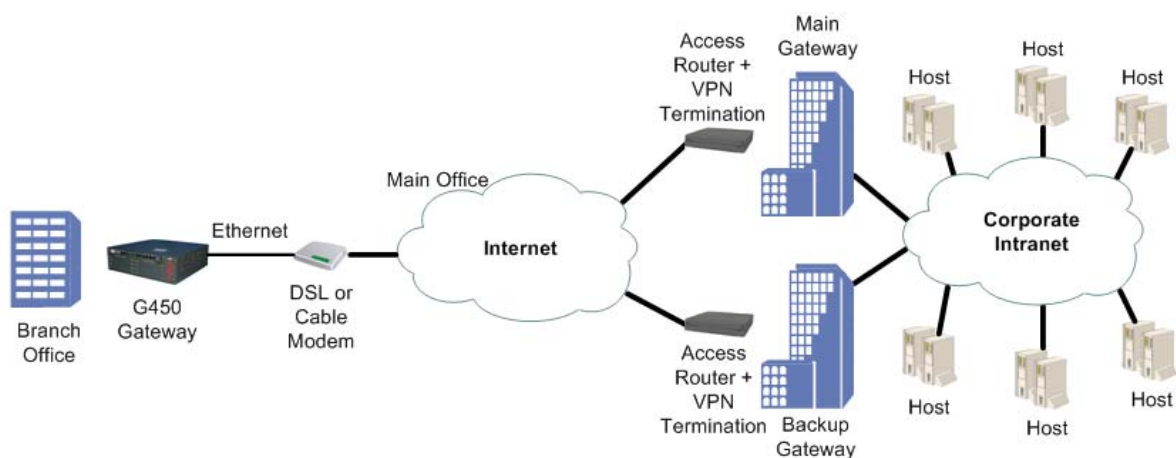 Branch
Office
G450
Gateway
Ethernet
DSL or
Cable
Modem
Main Office
Internet
Access
Router +
VPN
Termination
Main
Gateway
Access
Router +
VPN
Termination
Backup
Gateway
Corporate
Intranet
Host
Host
Host
Host
Host
Host